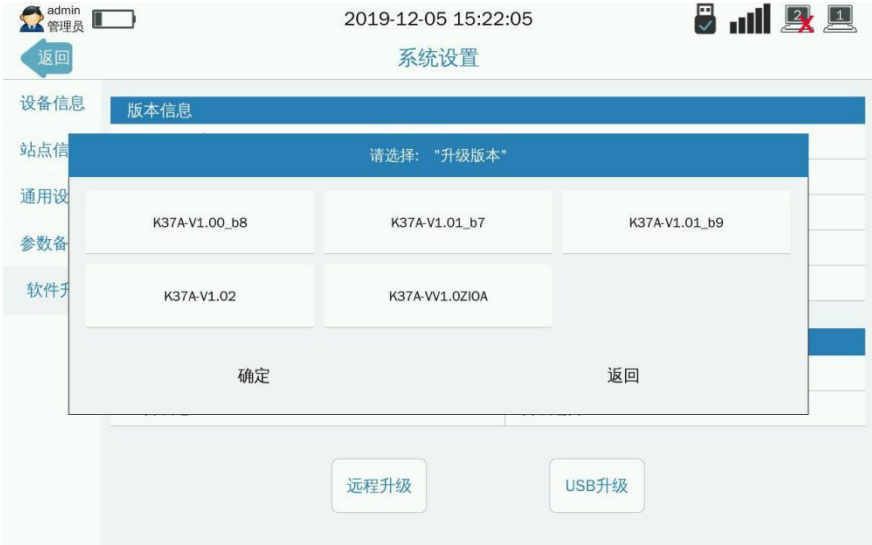 admin
管理员
2019-12-05 15:22:05
2
1
返回
系统设置
设备信息
版本信息
站点信
请选择: "升级版本"
通用设
K37A-V1.00_b8
K37A-V1.01_b7
K37A-V1.01_b9
参数备
软件升
K37A-V1.02
K37A-VV1.0ZIOA
确定
返回
远程升级
USB升级